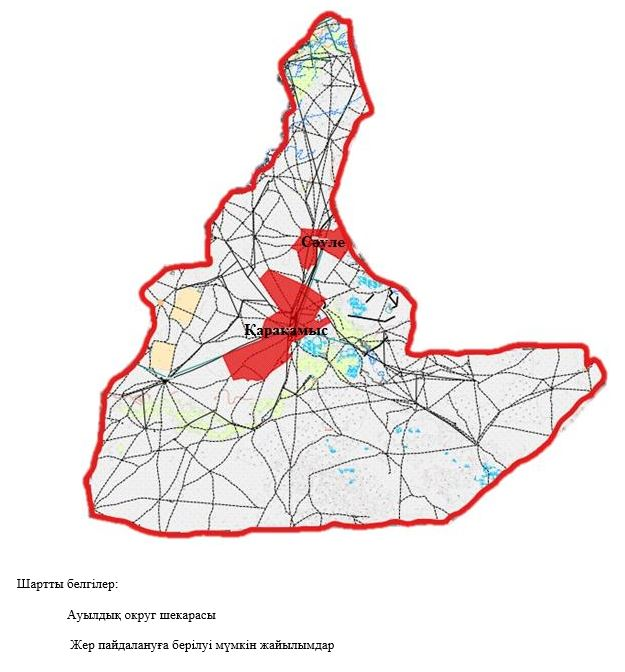 Сәуле
Қарақамыс
Шартты белгілер:
Ауылдық округ шекарасы
Жер пайдалануға берілуі мүмкін жайылымдар